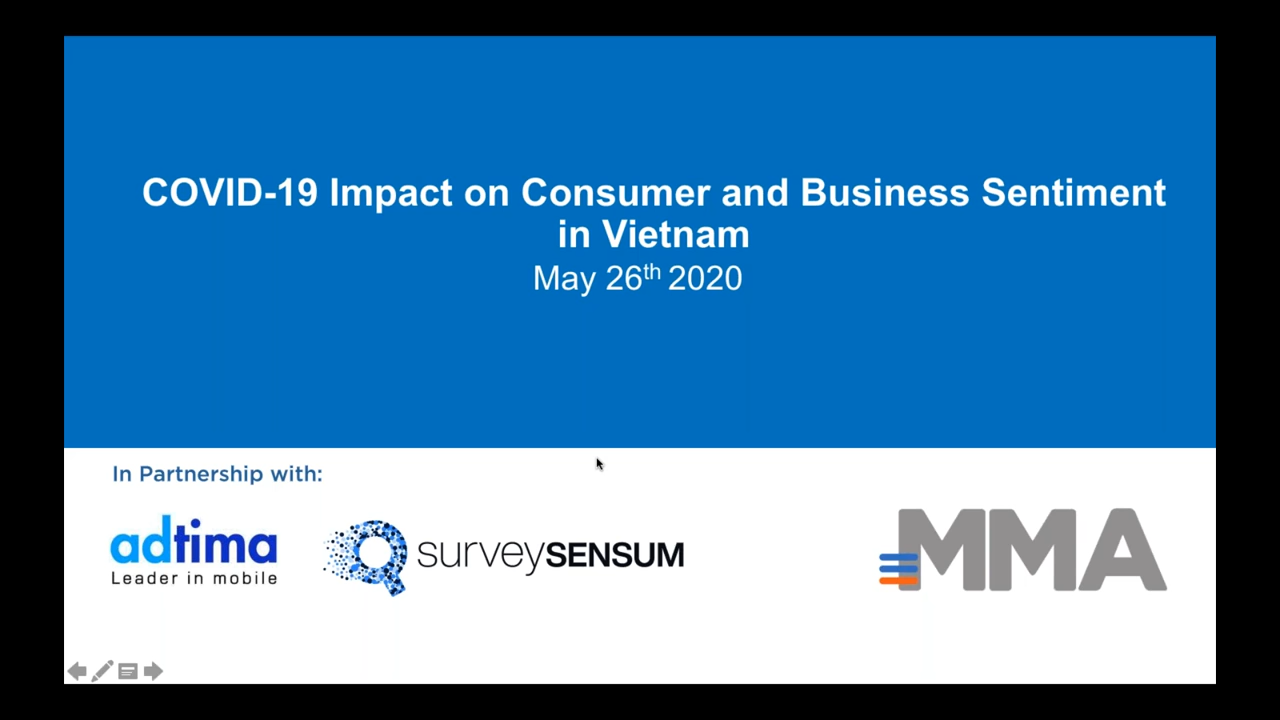 COVID-19 Impact on Consumer and Business Sentiment
in Vietnam
May 26th 2020
In Partnership with:
adtima
Leader in mobile
surveySENSUM
MMA